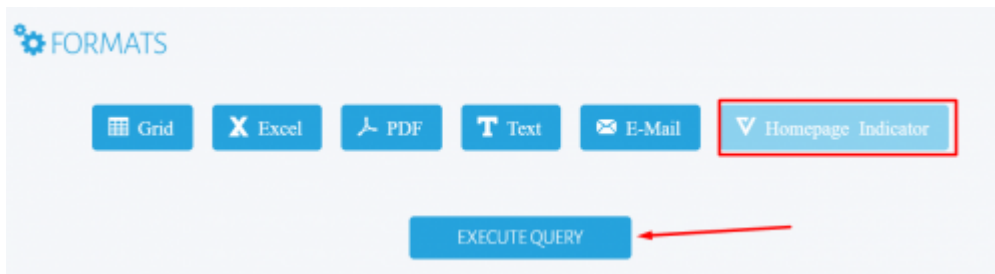 FORMATS
Grid Excel PDF Text E-Mail Homepage Indicator
EXECUTE QUERY